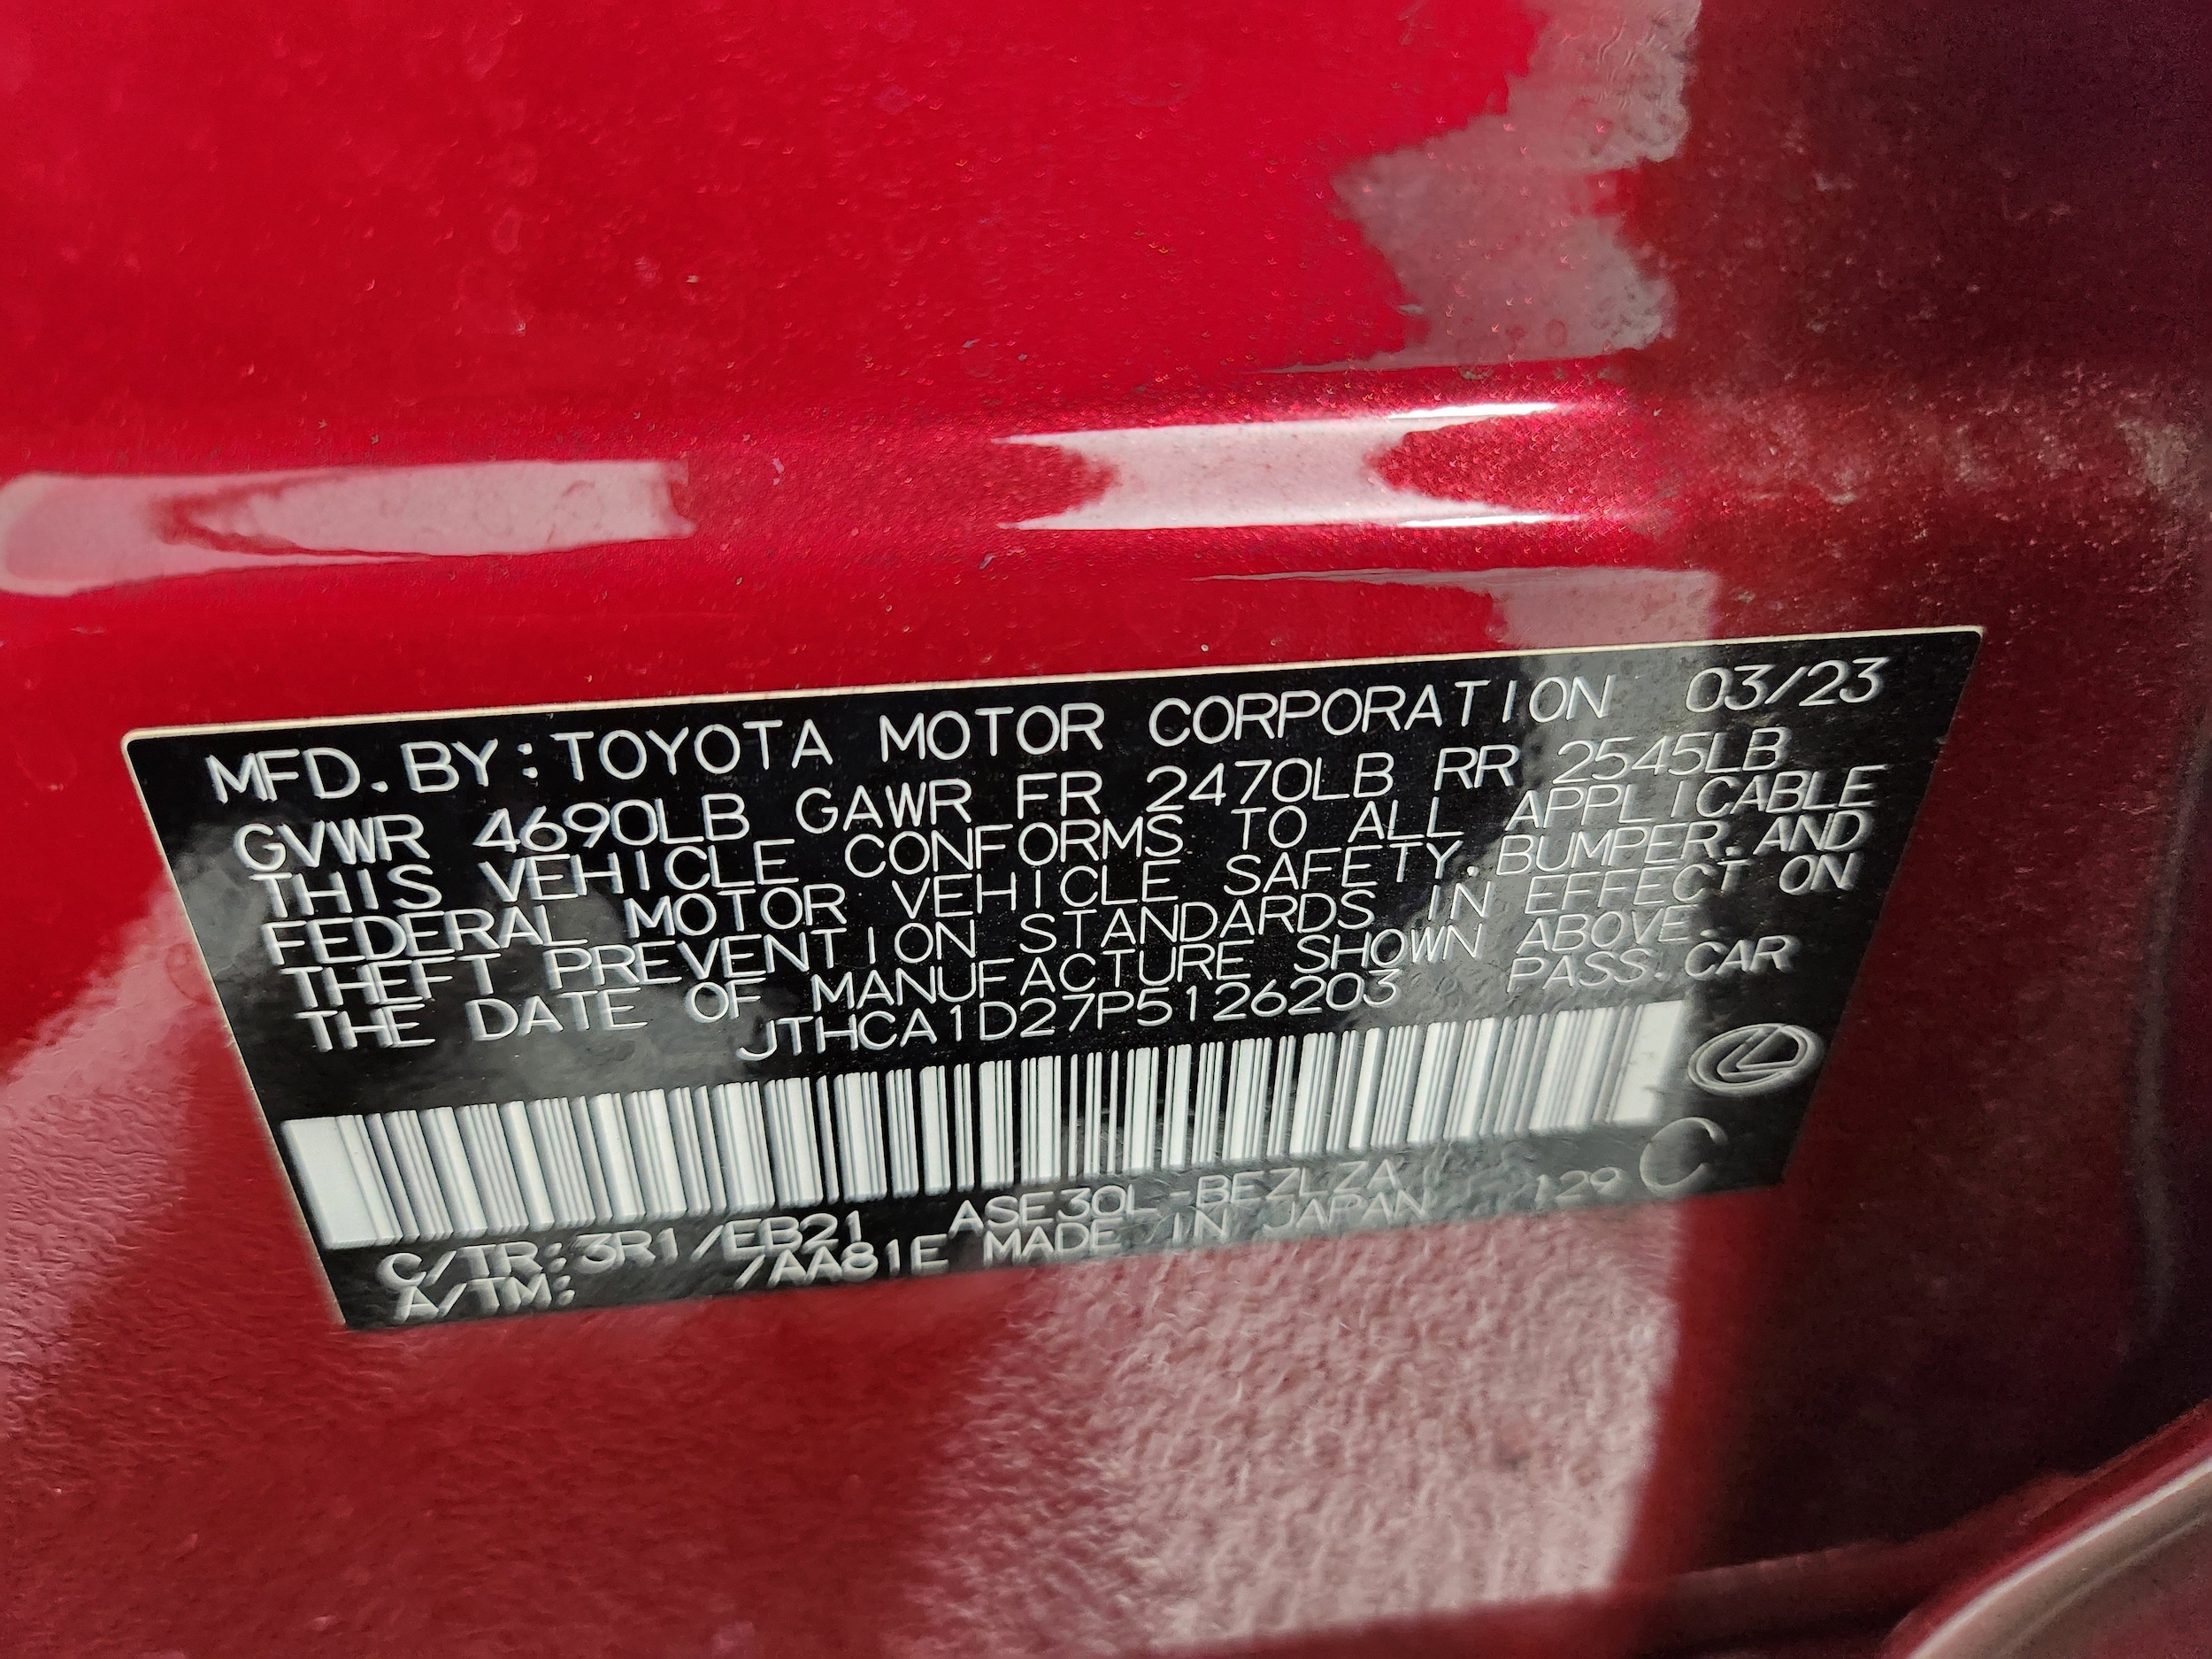 MFD.BY:TOYOTA MOTOR CORPORATION 03/23
GVWR 4690LB GAWR FR 2470LB RR 2545LB
THIS VEHICLE CONFORMS TO ALL APPLICABLE
FEDERAL MOTOR VEHICLE SAFETY,BUMPER,AND
THEFT PREVENTION STANDARDS IN EFFECT ON
THE DATE OF MANUFACTURE SHOWN ABOVE.
JTHCA1D27P5126203 PASS.CAR
C/TR:3R1/EB21 ASE30L-BEZLZA 129 C
A/TM: /AA81E MADE IN JAPAN